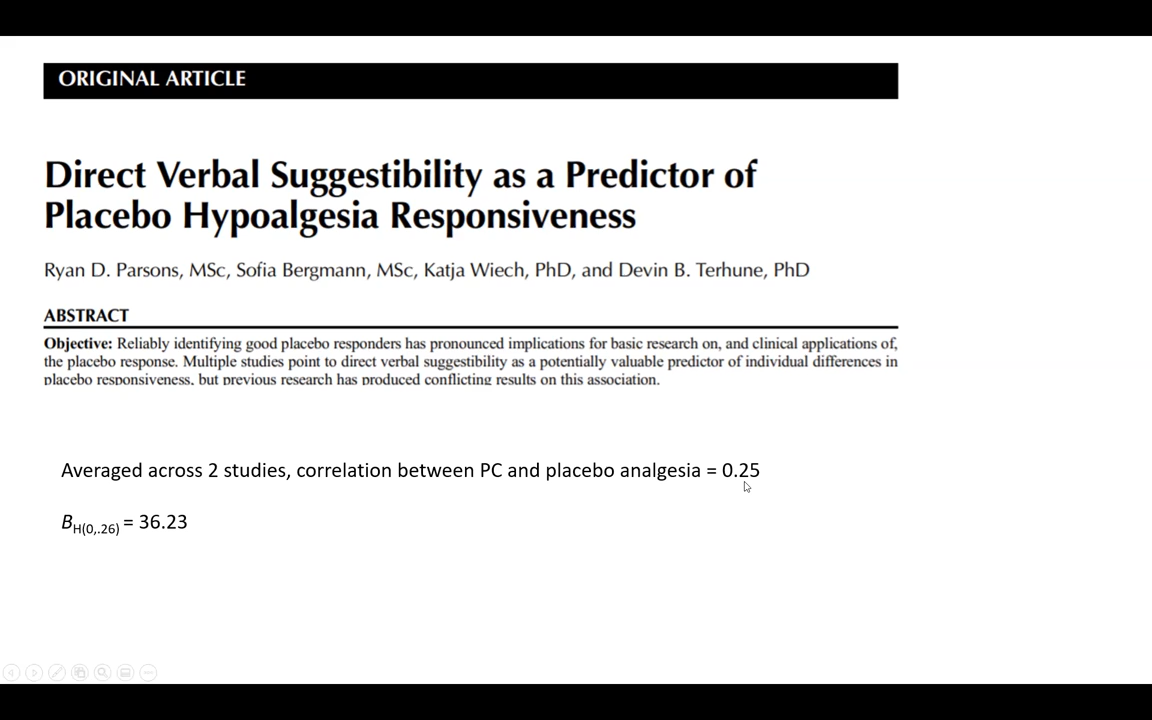 ORIGINAL ARTICLE
Direct Verbal Suggestibility as a Predictor of
Placebo Hypoalgesia Responsiveness
Ryan D. Parsons, MSc, Sofia Bergmann, MSc, Katja Wiech, PhD, and Devin B. Terhune, PhD
ABSTRACT
Objective: Reliably identifying good placebo responders has pronounced implications for basic research on, and clinical applications of,
the placebo response. Multiple studies point to direct verbal suggestibility as a potentially valuable predictor of individual differences in
placebo responsiveness, but previous research has produced conflicting results on this association.
Averaged across 2 studies, correlation between PC and placebo analgesia = 0.25
BH(0,.26) = 36.23